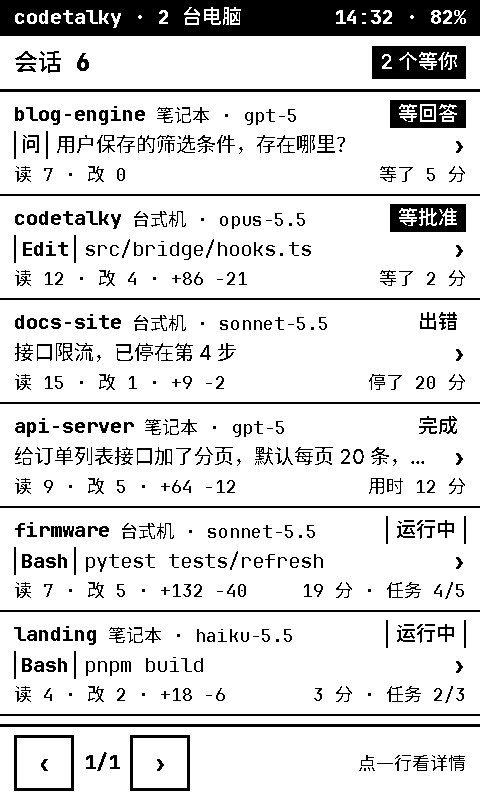 codetalky · 2 台电脑 14:32 · 82%
会话 6 2 个等你
blog-engine 笔记本 · gpt-5 等回答
问 用户保存的筛选条件，存在哪里？ ›
读 7 · 改 0 等了 5 分
codetalky 台式机 · opus-5.5 等批准
Edit src/bridge/hooks.ts ›
读 12 · 改 4 · +86 -21 等了 2 分
docs-site 台式机 · sonnet-5.5 出错
接口限流，已停在第 4 步 ›
读 15 · 改 1 · +9 -2 停了 20 分
api-server 笔记本 · gpt-5 完成
给订单列表接口加了分页，默认每页 20 条，… ›
读 9 · 改 5 · +64 -12 用时 12 分
firmware 台式机 · sonnet-5.5 运行中
Bash pytest tests/refresh ›
读 7 · 改 5 · +132 -40 19 分 · 任务 4/5
landing 笔记本 · haiku-5.5 运行中
Bash pnpm build ›
读 4 · 改 2 · +18 -6 3 分 · 任务 2/3
‹ 1/1 › 点一行看详情